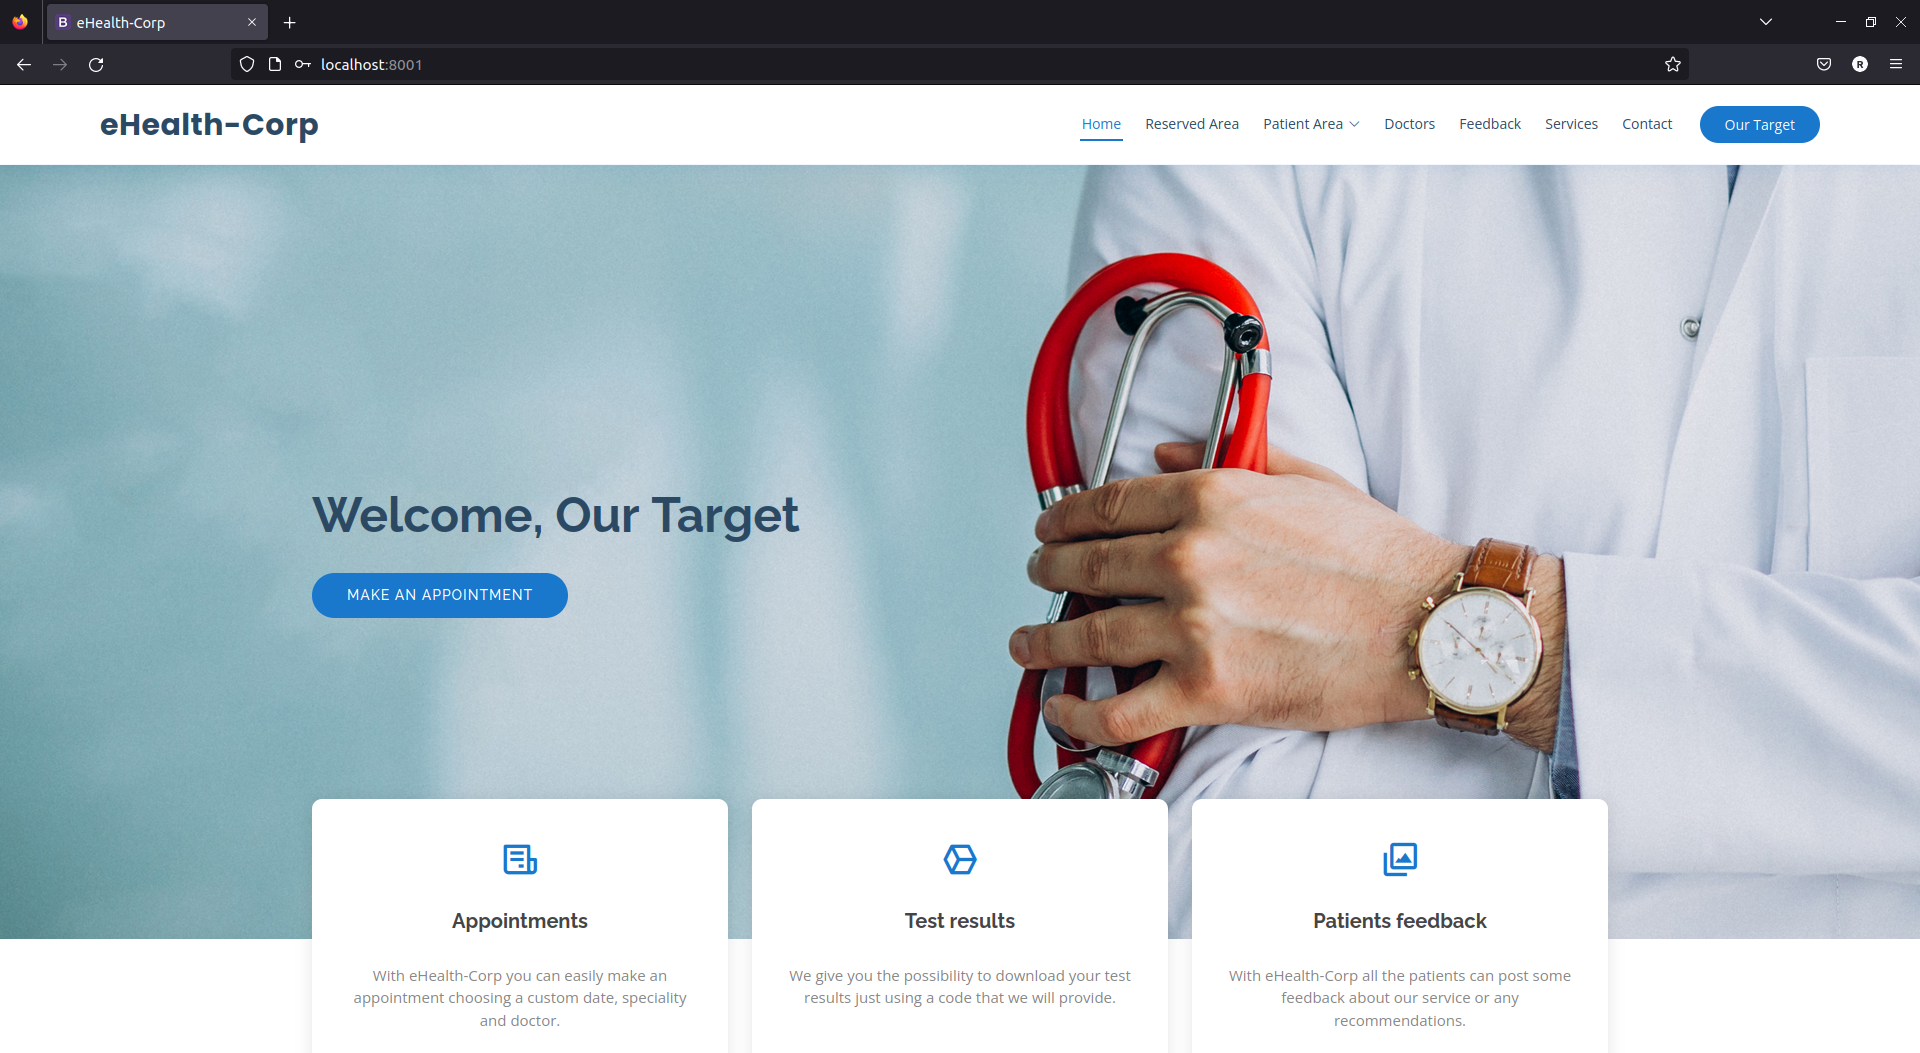 eHealth-Corp
localhost:8001
eHealth-Corp
Home Reserved Area Patient Area Doctors Feedback Services Contact Our Target
Welcome, Our Target
MAKE AN APPOINTMENT
Appointments
With eHealth-Corp you can easily make an
appointment choosing a custom date, speciality
and doctor.
Test results
We give you the possibility to download your test
results just using a code that we will provide.
Patients feedback
With eHealth-Corp all the patients can post some
feedback about our service or any
recommendations.